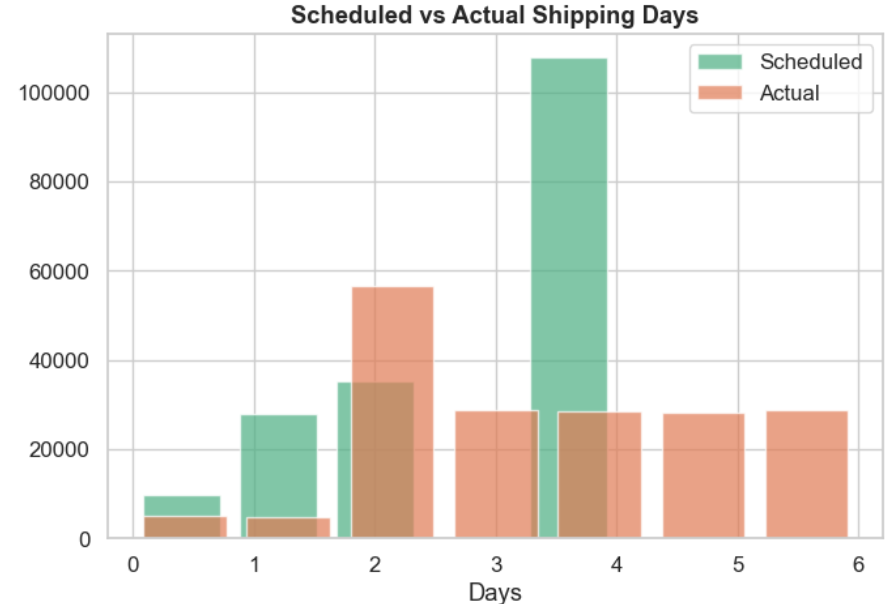 Scheduled vs Actual Shipping Days
Scheduled
Actual
100000
80000
60000
40000
20000
0
0 1 2 3 4 5 6
Days